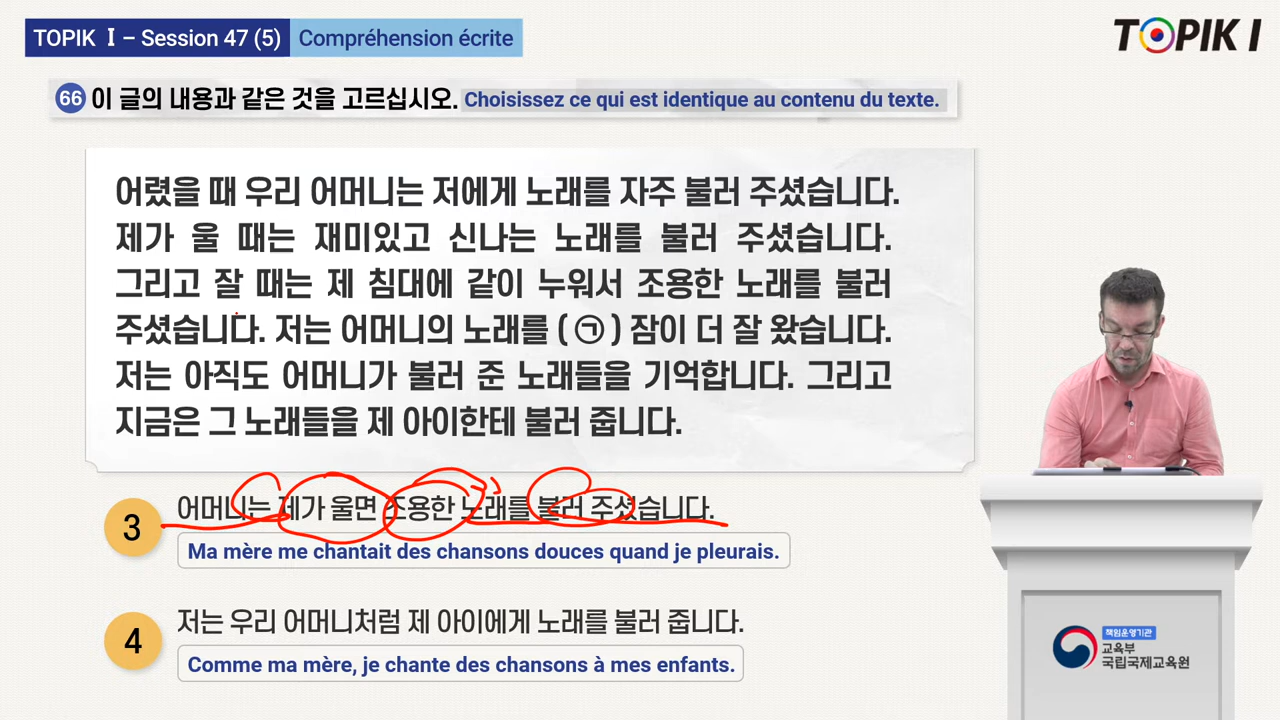 TOPIK Ⅰ – Session 47 (5) Compréhension écrite
TOPIK I
66 이 글의 내용과 같은 것을 고르십시오. Choisissez ce qui est identique au contenu du texte.
어렸을 때 우리 어머니는 저에게 노래를 자주 불러 주셨습니다.
제가 울 때는 재미있고 신나는 노래를 불러 주셨습니다.
그리고 잘 때는 제 침대에 같이 누워서 조용한 노래를 불러
주셨습니다. 저는 어머니의 노래를 ( ㉠ ) 잠이 더 잘 왔습니다.
저는 아직도 어머니가 불러 준 노래들을 기억합니다. 그리고
지금은 그 노래들을 제 아이한테 불러 줍니다.
3 어머니는 제가 울면 조용한 노래를 불러 주셨습니다.
Ma mère me chantait des chansons douces quand je pleurais.
4 저는 우리 어머니처럼 제 아이에게 노래를 불러 줍니다.
Comme ma mère, je chante des chansons à mes enfants.
책임운영기관
교육부
국립국제교육원